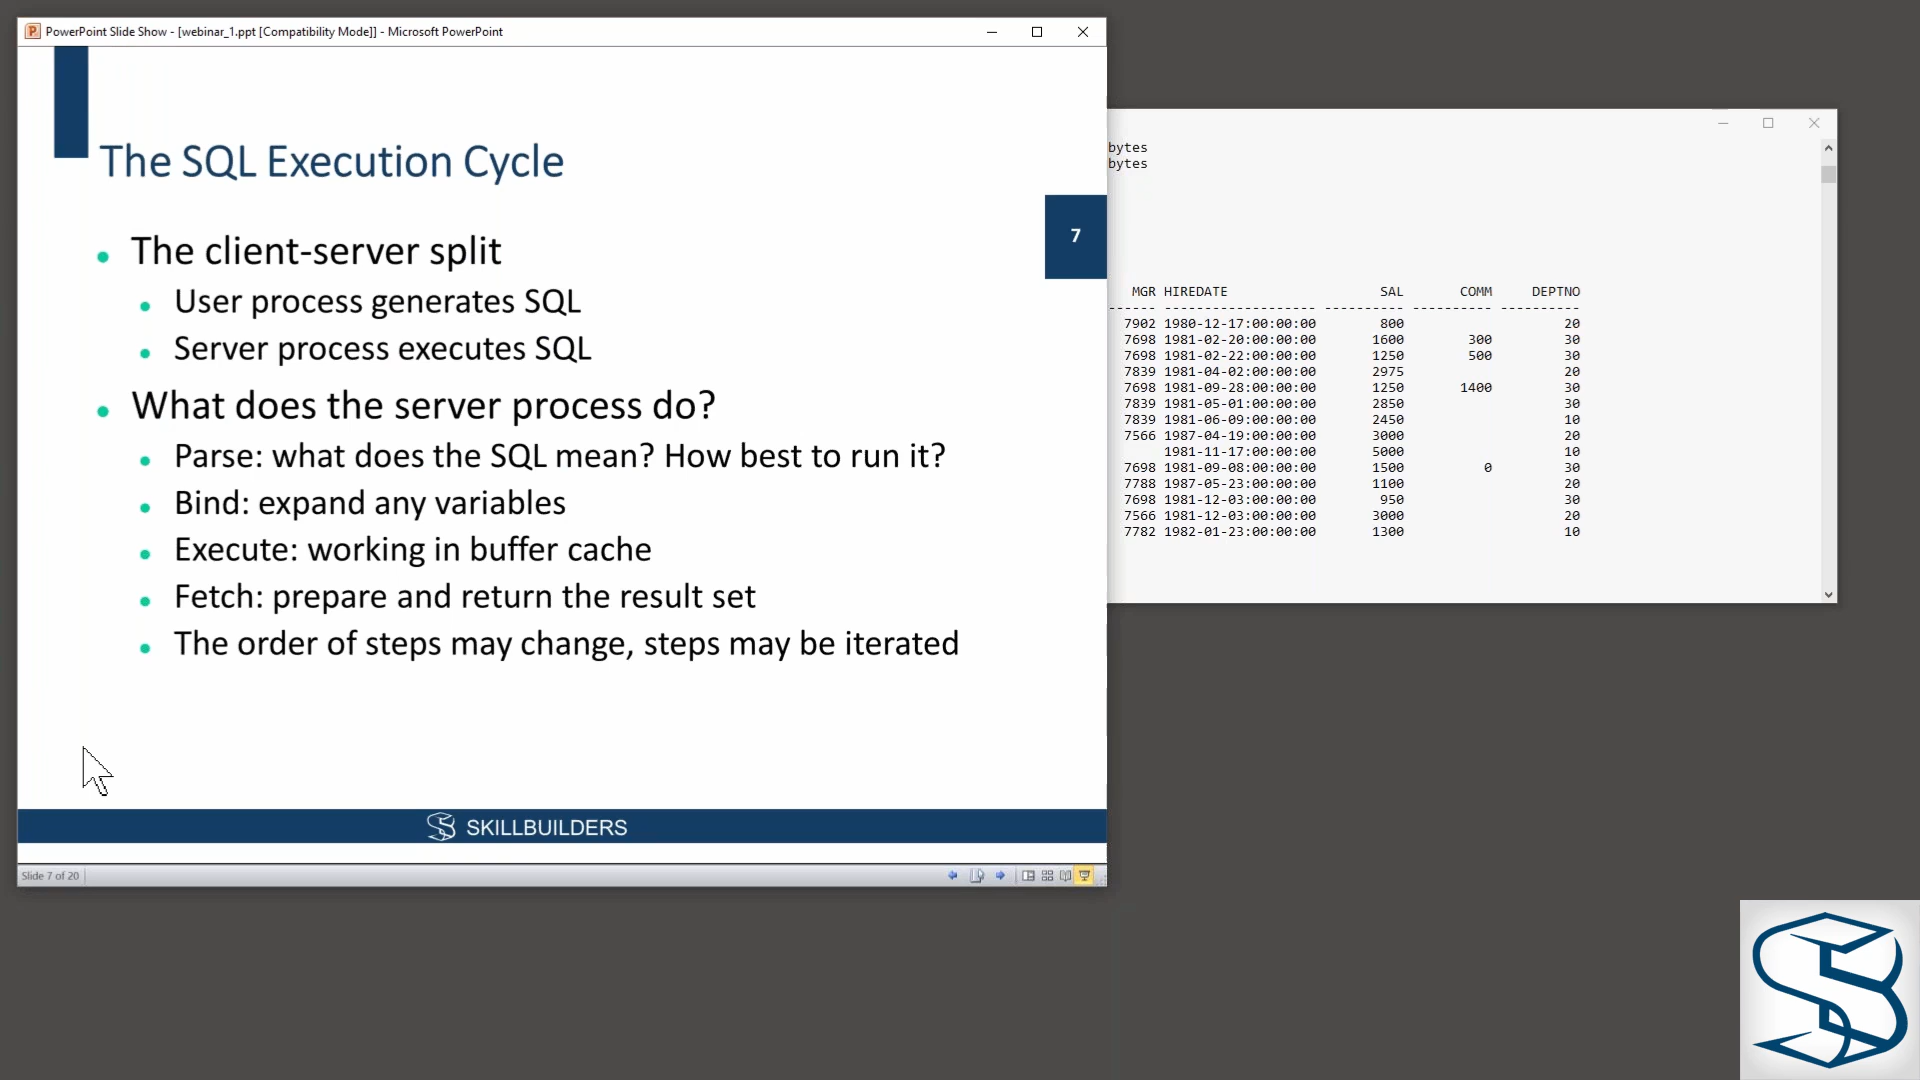 PowerPoint Slide Show - [webinar_1.ppt [Compatibility Mode]] - Microsoft PowerPoint
The SQL Execution Cycle
7
The client-server split
User process generates SQL
Server process executes SQL
What does the server process do?
Parse: what does the SQL mean? How best to run it?
Bind: expand any variables
Execute: working in buffer cache
Fetch: prepare and return the result set
The order of steps may change, steps may be iterated
SKILLBUILDERS
Slide 7 of 20
bytes
bytes
MGR HIREDATE SAL COMM DEPTNO
------ ------------------- ---------- ---------- ----------
7902 1980-12-17:00:00:00 800 20
7698 1981-02-20:00:00:00 1600 300 30
7698 1981-02-22:00:00:00 1250 500 30
7839 1981-04-02:00:00:00 2975 20
7698 1981-09-28:00:00:00 1250 1400 30
7839 1981-05-01:00:00:00 2850 30
7839 1981-06-09:00:00:00 2450 10
7566 1987-04-19:00:00:00 3000 20
1981-11-17:00:00:00 5000 10
7698 1981-09-08:00:00:00 1500 0 30
7788 1987-05-23:00:00:00 1100 20
7698 1981-12-03:00:00:00 950 30
7566 1981-12-03:00:00:00 3000 20
7782 1982-01-23:00:00:00 1300 10